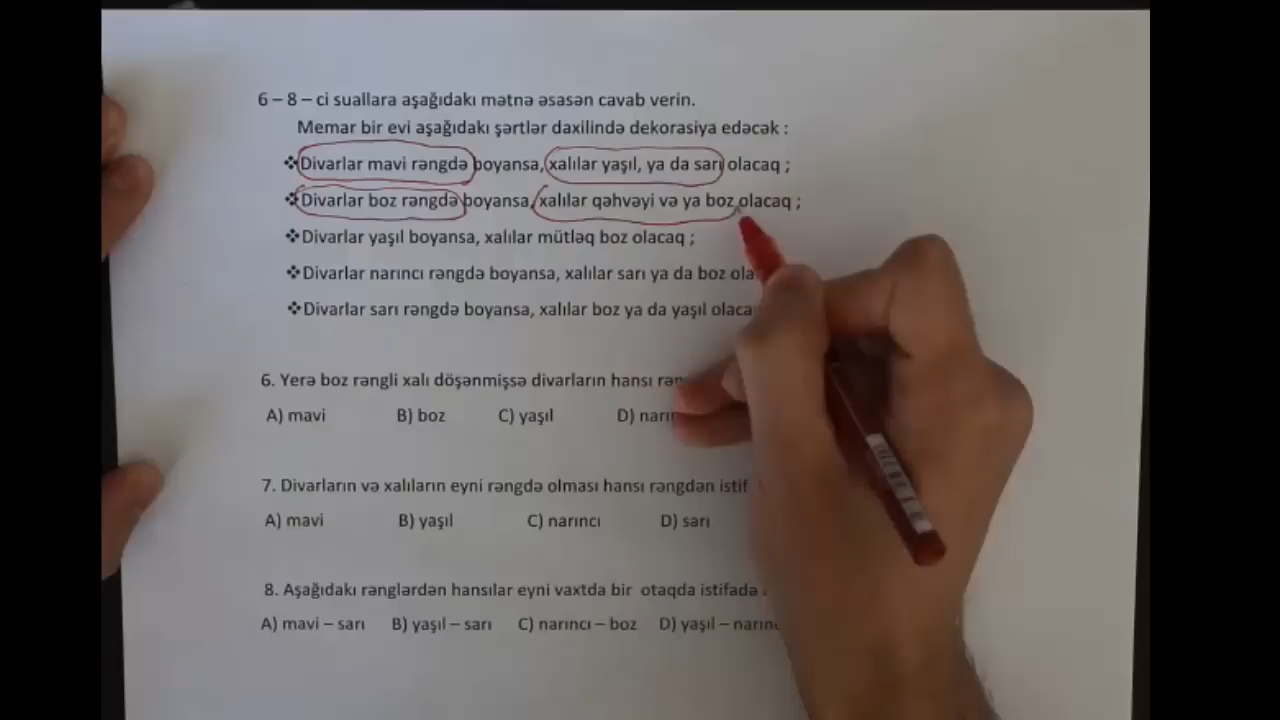 6 – 8 – ci suallara aşağıdakı mətnə əsasən cavab verin.
Memar bir evi aşağıdakı şərtlər daxilində dekorasiya edəcək :
❖Divarlar mavi rəngdə boyansa, xalılar yaşıl, ya da sarı olacaq ;
❖Divarlar boz rəngdə boyansa, xalılar qəhvəyi və ya boz olacaq ;
❖Divarlar yaşıl boyansa, xalılar mütləq boz olacaq ;
❖Divarlar narıncı rəngdə boyansa, xalılar sarı ya da boz
❖Divarlar sarı rəngdə boyansa, xalılar boz ya da yaşıl
6. Yerə boz rəngli xalı döşənmişsə divarların hansı
A) mavi B) boz C) yaşıl D)
7. Divarların və xalıların eyni rəngdə olması hansı rəngdən
A) mavi B) yaşıl C) narıncı D) sarı
8. Aşağıdakı rənglərdən hansılar eyni vaxtda bir otaqda istifadə
A) mavi – sarı B) yaşıl – sarı C) narıncı – boz D) yaşıl –